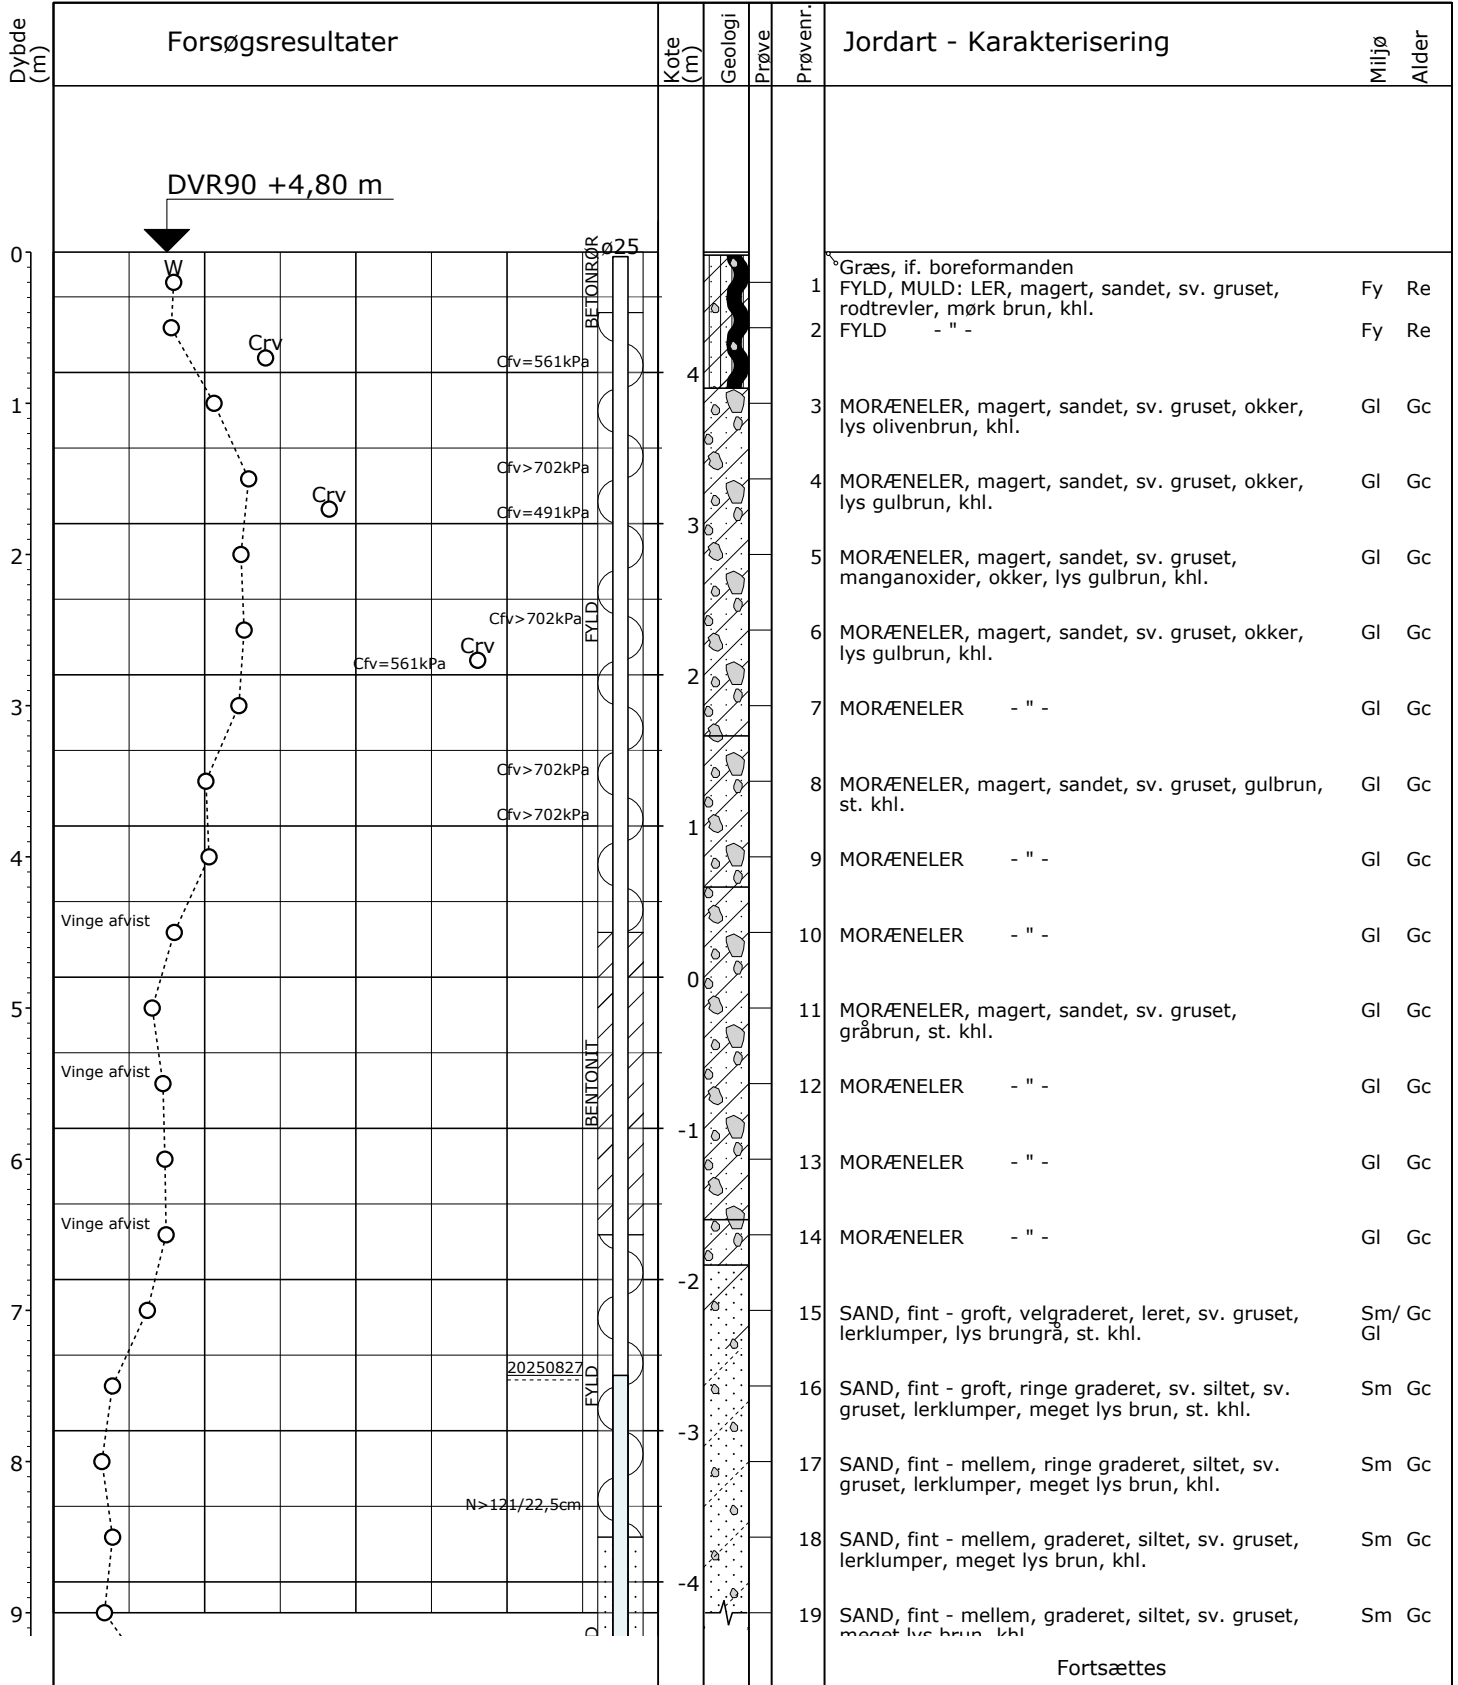 Dybde (m)
Forsøgsresultater
Kote (m)
Geologi
Prøve
Prøvenr.
Jordart - Karakterisering
Miljø
Alder
DVR90 +4,80 m
0
W
BETONRØR
ø25
Græs, if. boreformanden
1 FYLD, MULD: LER, magert, sandet, sv. gruset, Fy Re
rodtrevler, mørk brun, khl.
2 FYLD - " - Fy Re
Crv
Cfv=561kPa
4
1
3 MORÆNELER, magert, sandet, sv. gruset, okker, Gl Gc
lys olivenbrun, khl.
Cfv>702kPa
4 MORÆNELER, magert, sandet, sv. gruset, okker, Gl Gc
lys gulbrun, khl.
Crv
Cfv=491kPa
3
2
5 MORÆNELER, magert, sandet, sv. gruset, Gl Gc
manganoxider, okker, lys gulbrun, khl.
Cfv>702kPa
FYLD
6 MORÆNELER, magert, sandet, sv. gruset, okker, Gl Gc
lys gulbrun, khl.
Crv
Cfv=561kPa
2
3
7 MORÆNELER - " - Gl Gc
Cfv>702kPa
8 MORÆNELER, magert, sandet, sv. gruset, gulbrun, Gl Gc
st. khl.
Cfv>702kPa
1
4
9 MORÆNELER - " - Gl Gc
Vinge afvist
10 MORÆNELER - " - Gl Gc
0
5
11 MORÆNELER, magert, sandet, sv. gruset, Gl Gc
gråbrun, st. khl.
Vinge afvist
BENTONIT
12 MORÆNELER - " - Gl Gc
-1
6
13 MORÆNELER - " - Gl Gc
Vinge afvist
14 MORÆNELER - " - Gl Gc
-2
7
15 SAND, fint - groft, velgraderet, leret, sv. gruset, Sm/ Gc
lerklumper, lys brungrå, st. khl. Gl
20250827
FYLD
16 SAND, fint - groft, ringe graderet, sv. siltet, sv. Sm Gc
gruset, lerklumper, meget lys brun, st. khl.
-3
8
17 SAND, fint - mellem, ringe graderet, siltet, sv. Sm Gc
gruset, lerklumper, meget lys brun, khl.
N>121/22,5cm
18 SAND, fint - mellem, graderet, siltet, sv. gruset, Sm Gc
lerklumper, meget lys brun, khl.
-4
9
19 SAND, fint - mellem, graderet, siltet, sv. gruset, Sm Gc
meget lys brun, khl.
Fortsættes